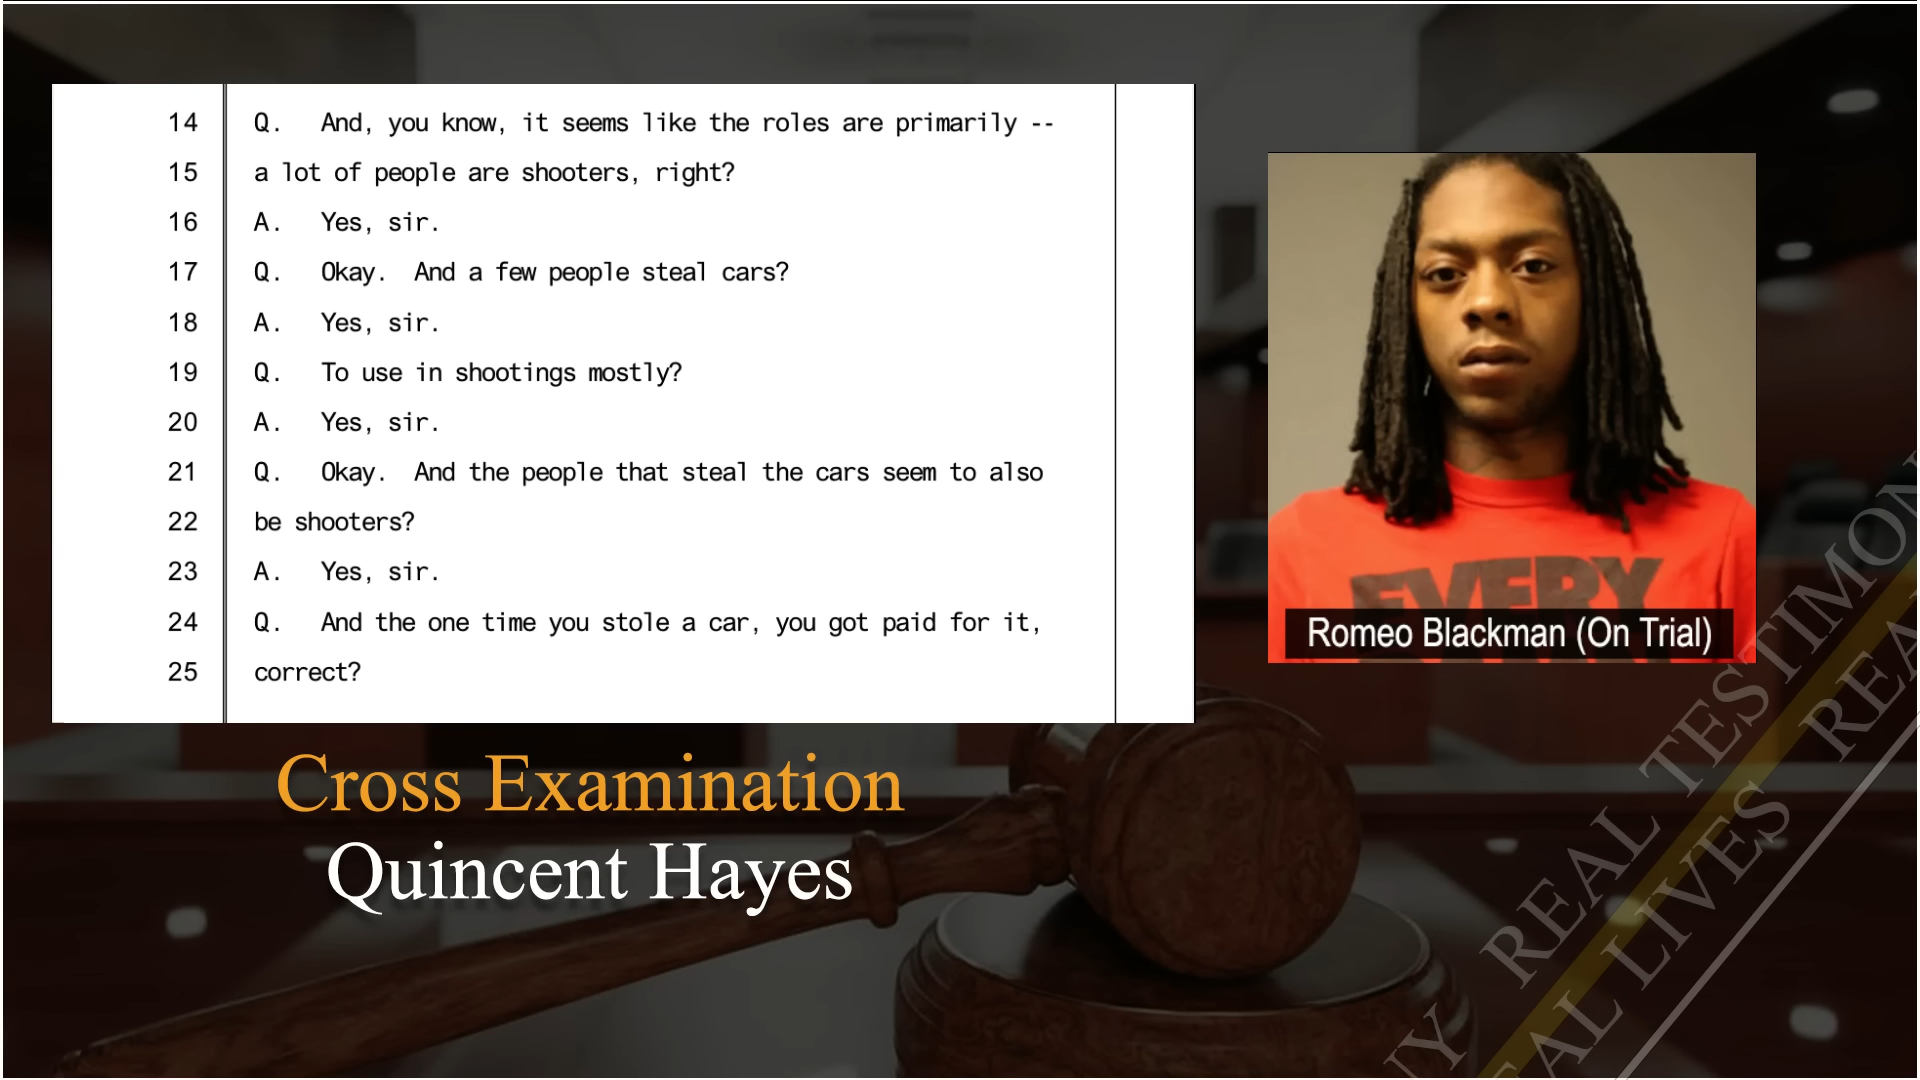 14 Q. And, you know, it seems like the roles are primarily --
15 a lot of people are shooters, right?
16 A. Yes, sir.
17 Q. Okay. And a few people steal cars?
18 A. Yes, sir.
19 Q. To use in shootings mostly?
20 A. Yes, sir.
21 Q. Okay. And the people that steal the cars seem to also
22 be shooters?
23 A. Yes, sir.
24 Q. And the one time you stole a car, you got paid for it,
25 correct?
EVERY
Romeo Blackman (On Trial)
Cross Examination
Quincent Hayes
REAL TESTIMON
REAL LIVES REA